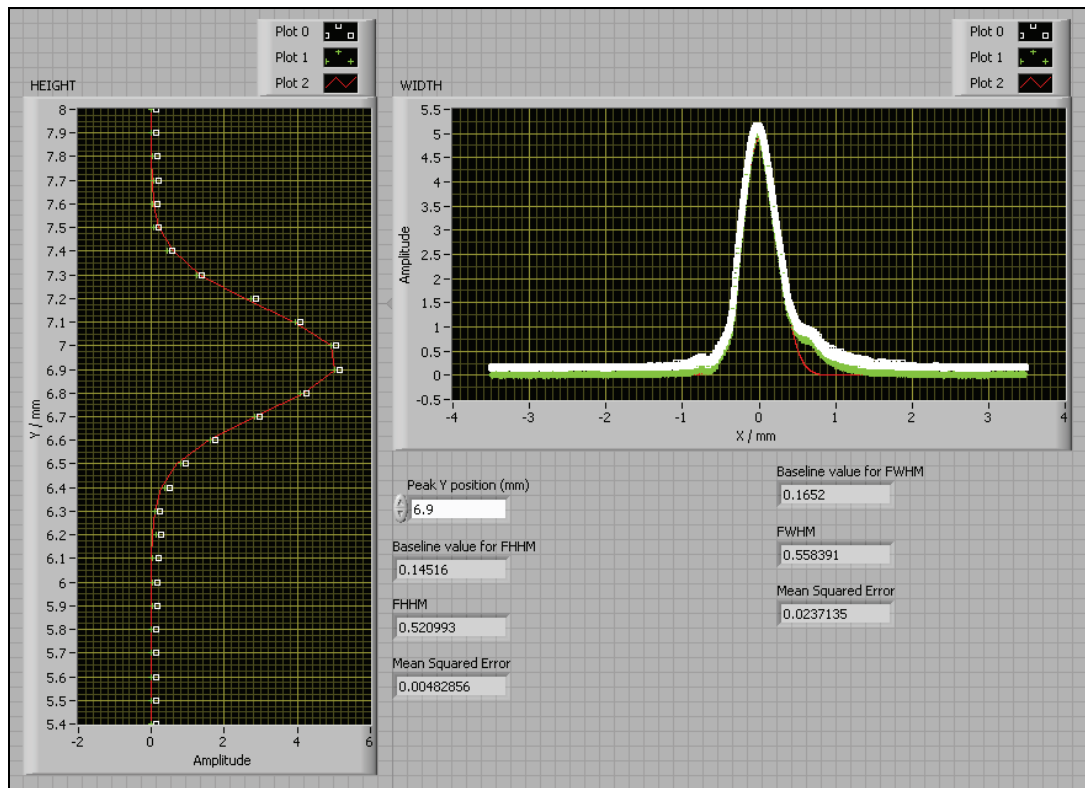 Plot 0
Plot 1
Plot 2
HEIGHT
8
7.9
7.8
7.7
7.6
7.5
7.4
7.3
7.2
7.1
7
6.9
6.8
6.7
6.6
6.5
6.4
6.3
6.2
6.1
6
5.9
5.8
5.7
5.6
5.5
5.4
Y / mm
-2 0 2 4 6
Amplitude
Plot 0
Plot 1
Plot 2
WIDTH
5.5
5
4.5
4
3.5
3
2.5
2
1.5
1
0.5
0
-0.5
Amplitude
-4 -3 -2 -1 0 1 2 3 4
X / mm
Peak Y position (mm)
6.9
Baseline value for FHHM
0.14516
FHHM
0.520993
Mean Squared Error
0.00482856
Baseline value for FWHM
0.1652
FWHM
0.558391
Mean Squared Error
0.0237135